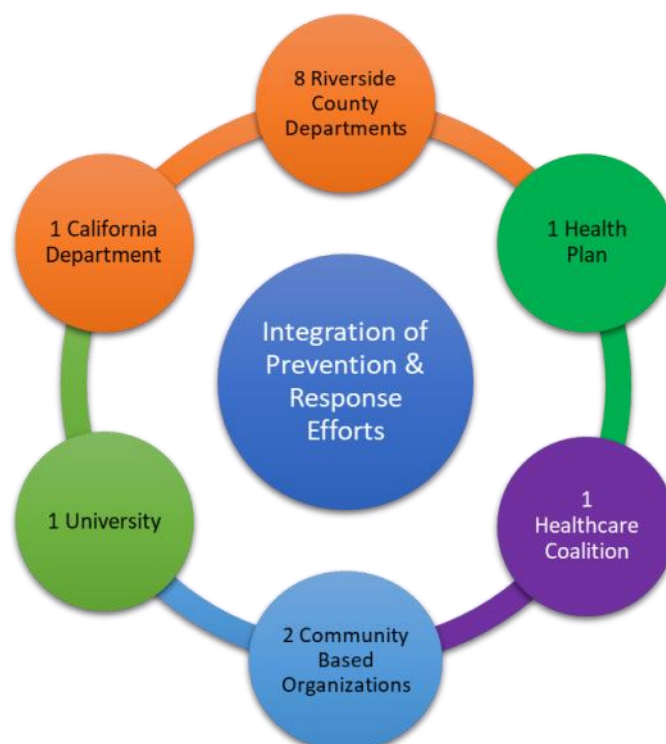 8 Riverside
County
Departments
1 California
Department
1 Health
Plan
Integration of
Prevention &
Response
Efforts
1 University
1
Healthcare
Coalition
2 Community
Based
Organizations